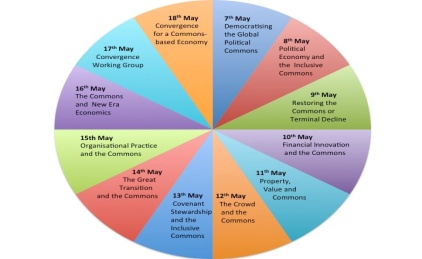 7th May
Democratising
the Global
Political
Commons
8th May
Political
Economy and
the Inclusive
Commons
9th May
Restoring the
Commons or
Terminal Decline
10th May
Financial Innovation
and the Commons
11th May
Property,
Value and
Commons
12th May
The Crowd
and the
Commons
13th May
Covenant
Stewardship
and the
Inclusive
Commons
14th May
The Great
Transition
and the Commons
15th May
Organisational Practice
and the Commons
16th May
The Commons
and New Era
Economics
17th May
Convergence
Working Group
18th May
Convergence
for a Commons-
based Economy